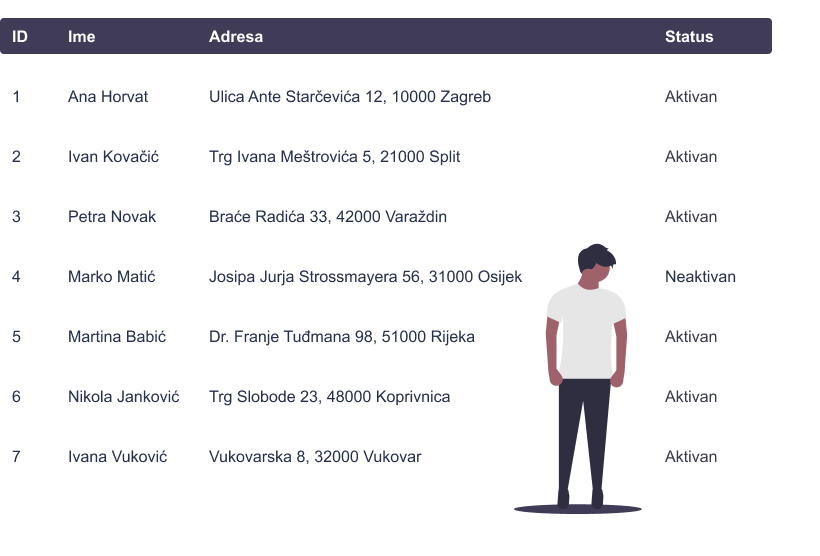 ID Ime Adresa Status
1 Ana Horvat Ulica Ante Starčevića 12, 10000 Zagreb Aktivan
2 Ivan Kovačić Trg Ivana Meštrovića 5, 21000 Split Aktivan
3 Petra Novak Braće Radića 33, 42000 Varaždin Aktivan
4 Marko Matić Josipa Jurja Strossmayera 56, 31000 Osijek Neaktivan
5 Martina Babić Dr. Franje Tuđmana 98, 51000 Rijeka Aktivan
6 Nikola Janković Trg Slobode 23, 48000 Koprivnica Aktivan
7 Ivana Vuković Vukovarska 8, 32000 Vukovar Aktivan